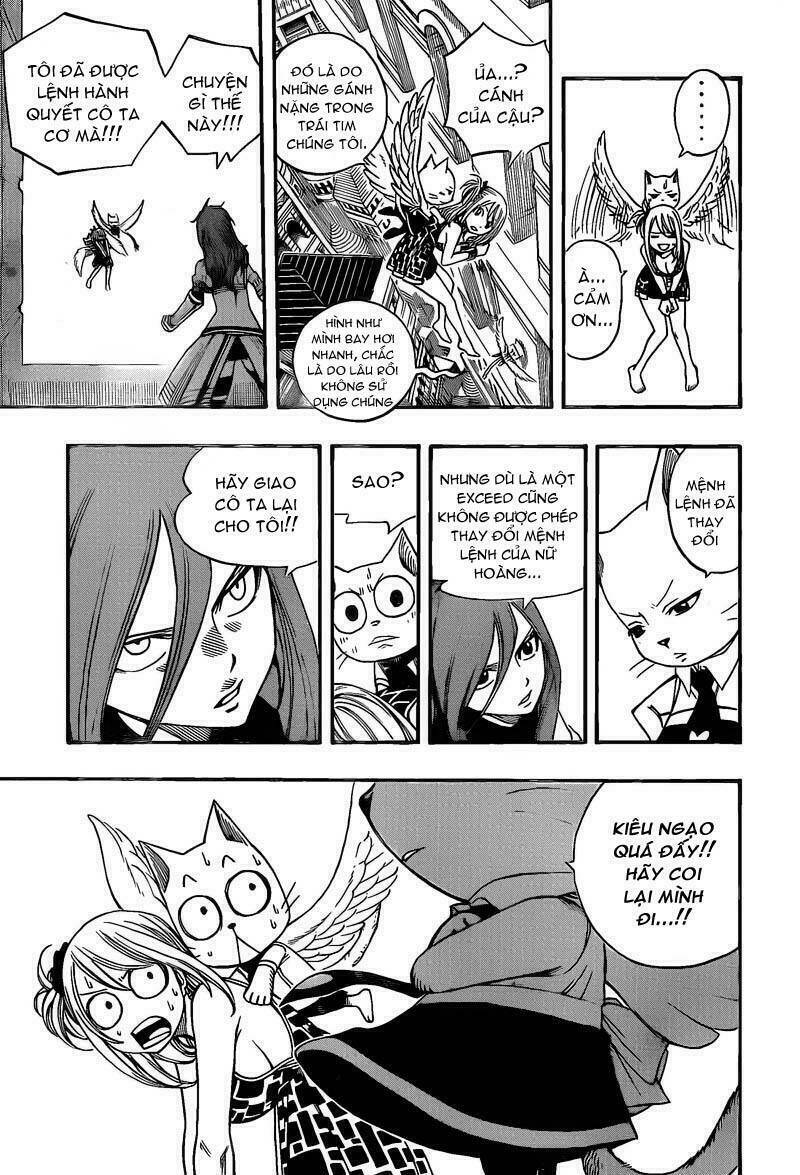 .....
À...
CẢM
ƠN...
ỦA...?
CÁNH
CỦA CẬU?
ĐÓ LÀ DO
NHỮNG GÁNH
NẶNG TRONG
TRÁI TIM
CHÚNG TÔI.
HÌNH NHƯ
MÌNH BAY HƠI
NHANH, CHẮC
LÀ DO LÂU RỒI
KHÔNG SỬ
DỤNG CHÚNG
CHUYỆN
GÌ THẾ
NÀY!!!
TÔI ĐÃ ĐƯỢC
LỆNH HÀNH
QUYẾT CÔ TA
CƠ MÀ!!!
MỆNH
LỆNH ĐÃ
THAY
ĐỔI
NHƯNG DÙ LÀ MỘT
EXCEED CŨNG
KHÔNG ĐƯỢC PHÉP
THAY ĐỔI MỆNH
LỆNH CỦA NỮ
HOÀNG...
SAO?
HÃY GIAO
CÔ TA LẠI
CHO TÔI!!
KIÊU NGẠO
QUÁ ĐẤY!!
HÃY COI
LẠI MÌNH
ĐI...!!